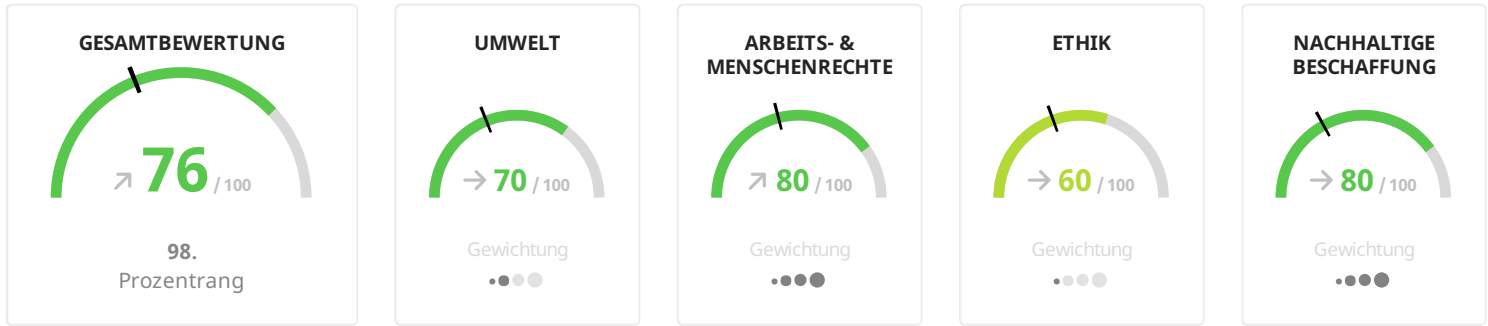 GESAMTBEWERTUNG
76 / 100
98.
Prozentrang
UMWELT
70 / 100
Gewichtung
ARBEITS- &
MENSCHENRECHTE
80 / 100
Gewichtung
ETHIK
60 / 100
Gewichtung
NACHHALTIGE
BESCHAFFUNG
80 / 100
Gewichtung